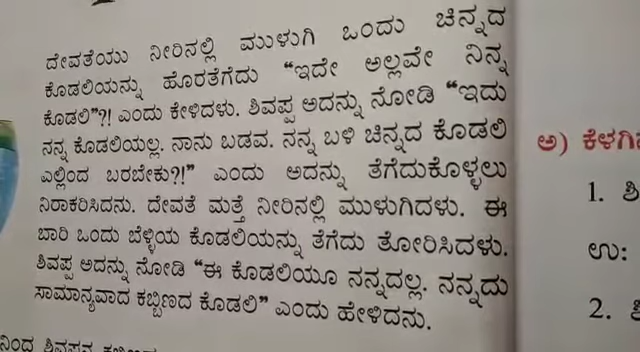 ದೇವತೆಯು ನೀರಿನಲ್ಲಿ ಮುಳುಗಿ ಒಂದು ಚಿನ್ನದ
ಕೊಡಲಿಯನ್ನು ಹೊರತೆಗೆದು “ಇದೇ ಅಲ್ಲವೇ ನಿನ್ನ
ಕೊಡಲಿ”?! ಎಂದು ಕೇಳಿದಳು. ಶಿವಪ್ಪ ಅದನ್ನು ನೋಡಿ “ಇದು
ನನ್ನ ಕೊಡಲಿಯಲ್ಲ. ನಾನು ಬಡವ. ನನ್ನ ಬಳಿ ಚಿನ್ನದ ಕೊಡಲಿ
ಎಲ್ಲಿಂದ ಬರಬೇಕು?!” ಎಂದು ಅದನ್ನು ತೆಗೆದುಕೊಳ್ಳಲು
ನಿರಾಕರಿಸಿದನು. ದೇವತೆ ಮತ್ತೆ ನೀರಿನಲ್ಲಿ ಮುಳುಗಿದಳು. ಈ
ಬಾರಿ ಒಂದು ಬೆಳ್ಳಿಯ ಕೊಡಲಿಯನ್ನು ತೆಗೆದು ತೋರಿಸಿದಳು.
ಶಿವಪ್ಪ ಅದನ್ನು ನೋಡಿ “ಈ ಕೊಡಲಿಯೂ ನನ್ನದಲ್ಲ. ನನ್ನದು
ಸಾಮಾನ್ಯವಾದ ಕಬ್ಬಿಣದ ಕೊಡಲಿ” ಎಂದು ಹೇಳಿದನು.
ಅ)
1.
ಉ:
2.